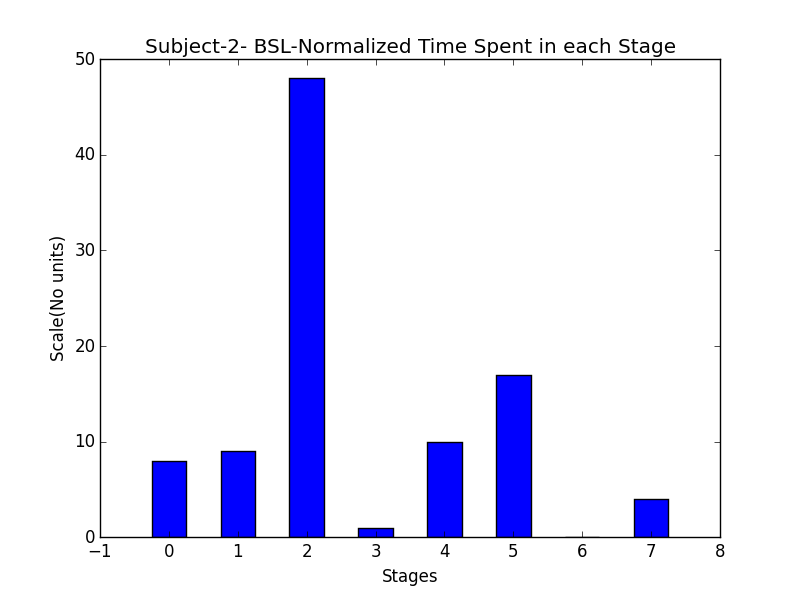 Subject-2- BSL-Normalized Time Spent in each Stage
50
40
30
20
10
0
Scale(No units)
−1 0 1 2 3 4 5 6 7 8
Stages